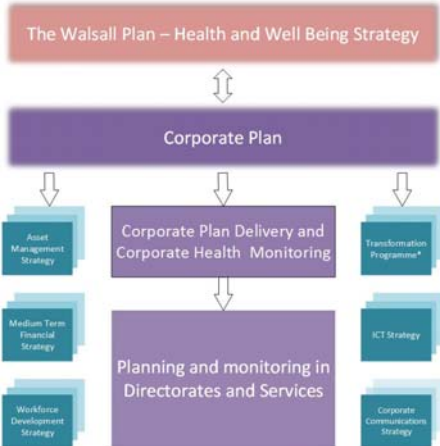 The Walsall Plan – Health and Well Being Strategy
Corporate Plan
Asset
Management
Strategy
Corporate Plan Delivery and
Corporate Health Monitoring
Transformation
Programme*
Medium Term
Financial
Strategy
Planning and monitoring in
Directorates and Services
ICT Strategy
Workforce
Development
Strategy
Corporate
Communications
Strategy